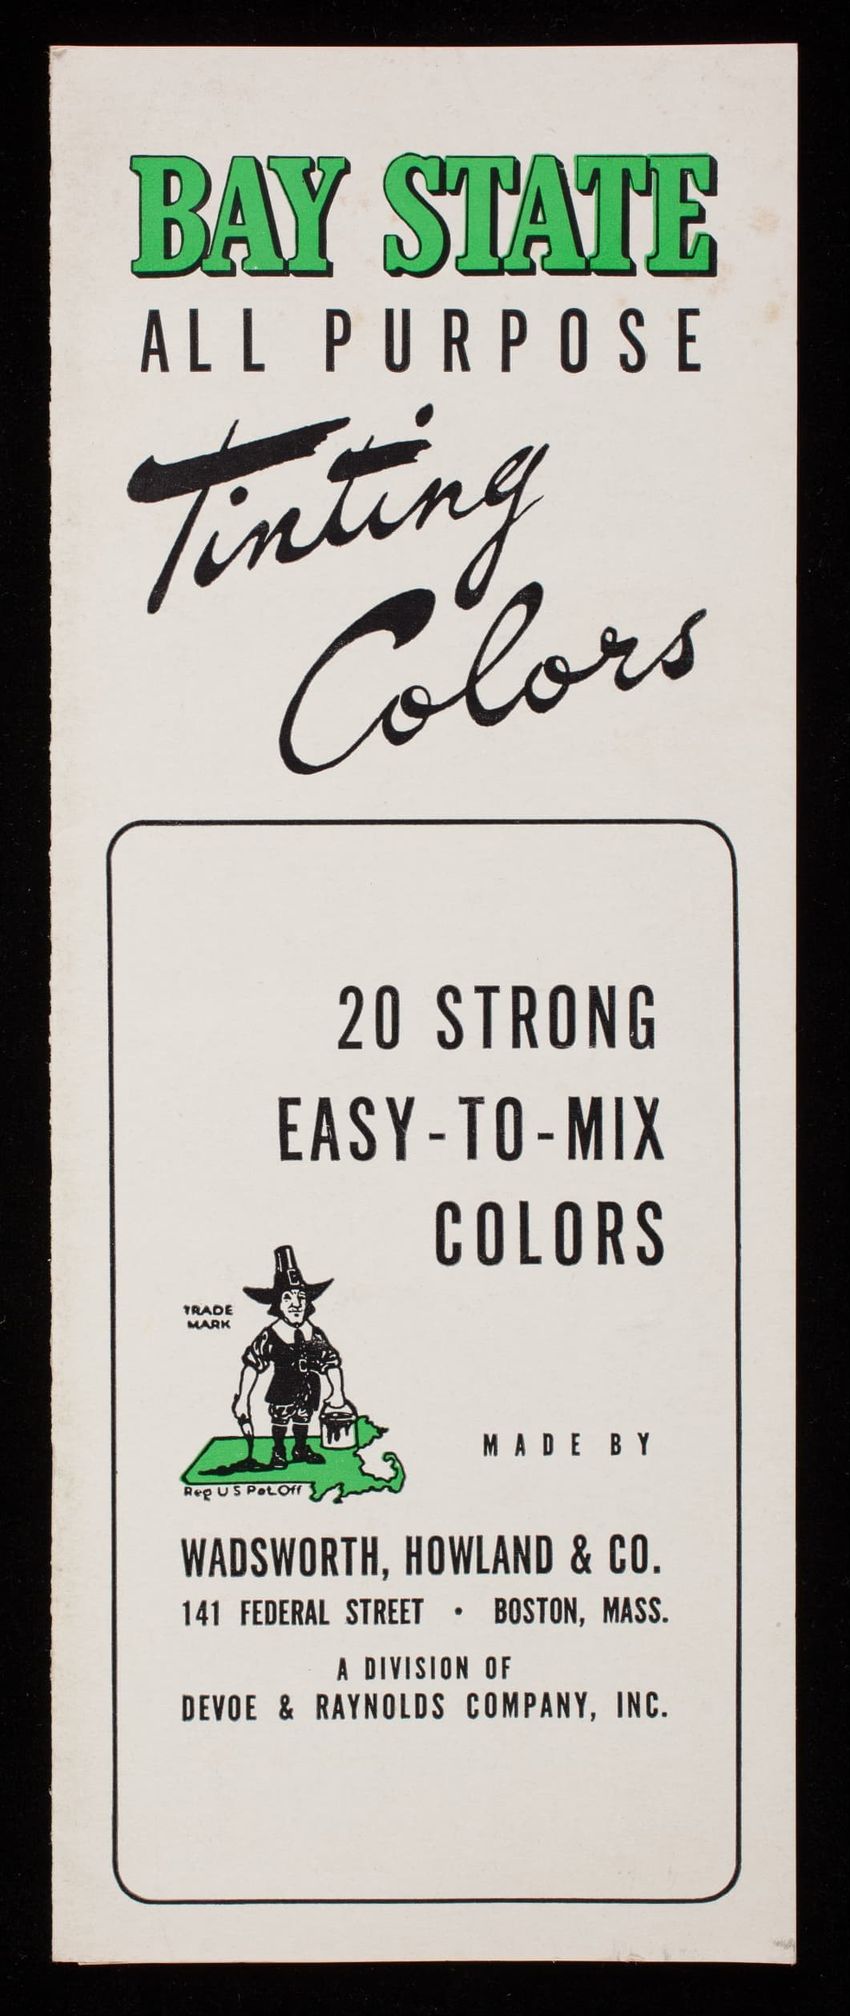 BAY STATE
ALL PURPOSE
Tinting
Colors
20 STRONG
EASY-TO-MIX
COLORS
TRADE
MARK
MADE BY
Reg U S Pat.Off
WADSWORTH, HOWLAND & CO.
141 FEDERAL STREET • BOSTON, MASS.
A DIVISION OF
DEVOE & RAYNOLDS COMPANY, INC.